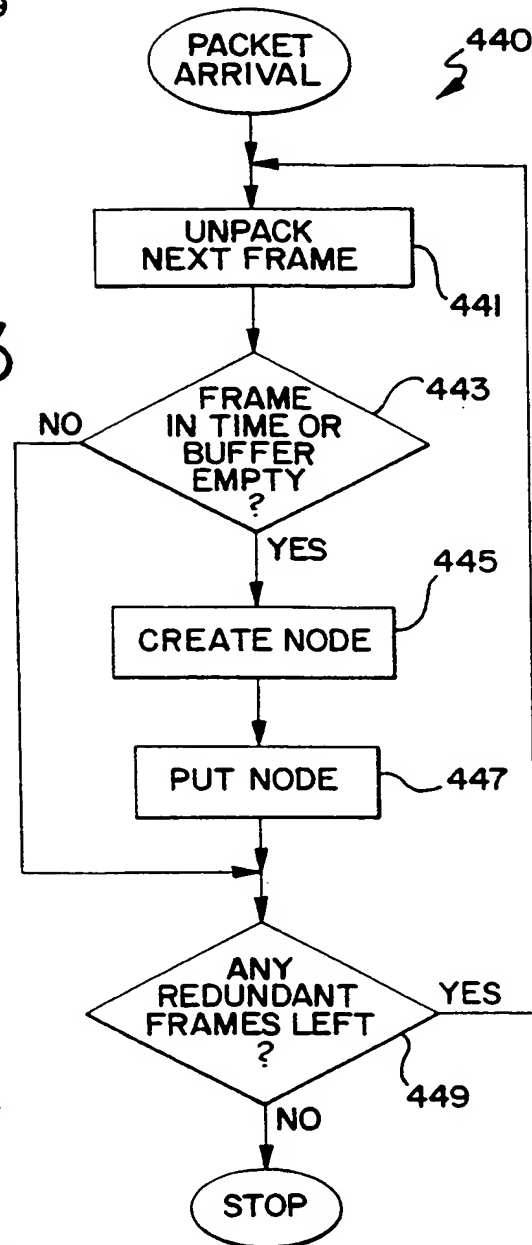 9
PACKET
ARRIVAL
440
UNPACK
NEXT FRAME
441
3
443
FRAME
IN TIME OR
BUFFER
EMPTY
?
NO
YES
445
CREATE NODE
PUT NODE
447
ANY
REDUNDANT
FRAMES LEFT
?
YES
449
NO
STOP